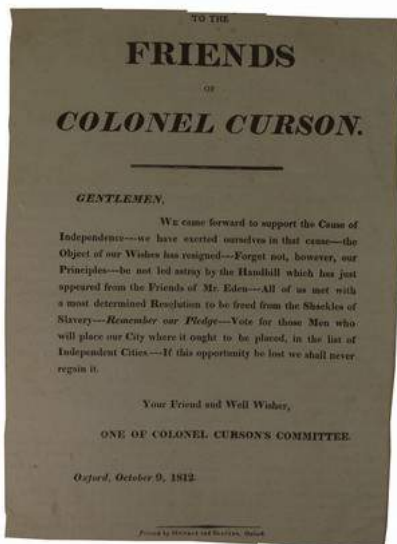 TO THE
FRIENDS
OF
COLONEL CURSON.
GENTLEMEN,
WE came forward to support the Cause of
Independence—we have exerted ourselves in that cause—the
Object of our Wishes has resigned—Forget not, however, our
Principles—be not led astray by the Handbill which has just
appeared from the Friends of Mr. Eden—All of us met with
a most determined Resolution to be freed from the Shackles of
Slavery—Remember our Pledge—Vote for those Men who
will place our City where it ought to be placed, in the list of
Independent Cities.—If this opportunity be lost we shall never
regain it.
Your Friend and Well Wisher,
ONE OF COLONEL CURSON'S COMMITTEE.
Oxford, October 9, 1812.
Printed by and Oxford.